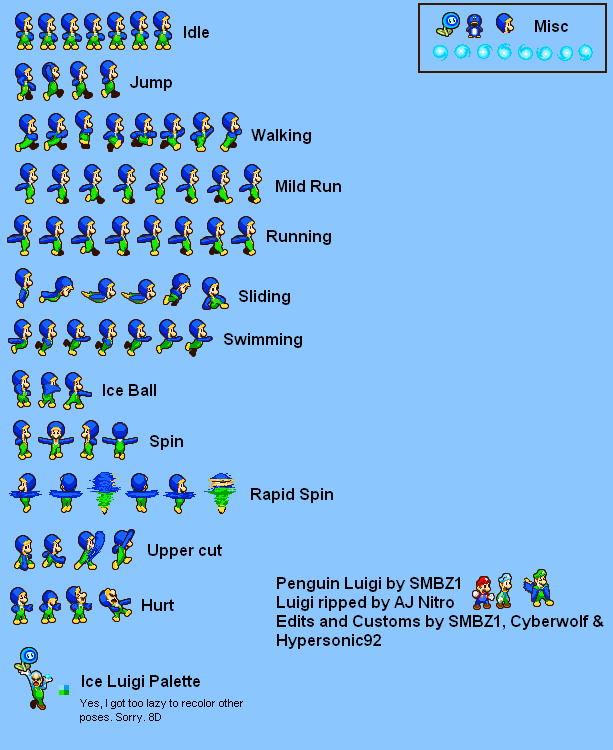 Idle
Misc
Jump
Walking
Mild Run
Running
Sliding
Swimming
Ice Ball
Spin
Rapid Spin
Upper cut
Hurt
Penguin Luigi by SMBZ1
Luigi ripped by AJ Nitro
Edits and Customs by SMBZ1, Cyberwolf &
Hypersonic92
Ice Luigi Palette
Yes, I got too lazy to recolor other
poses. Sorry. 8D